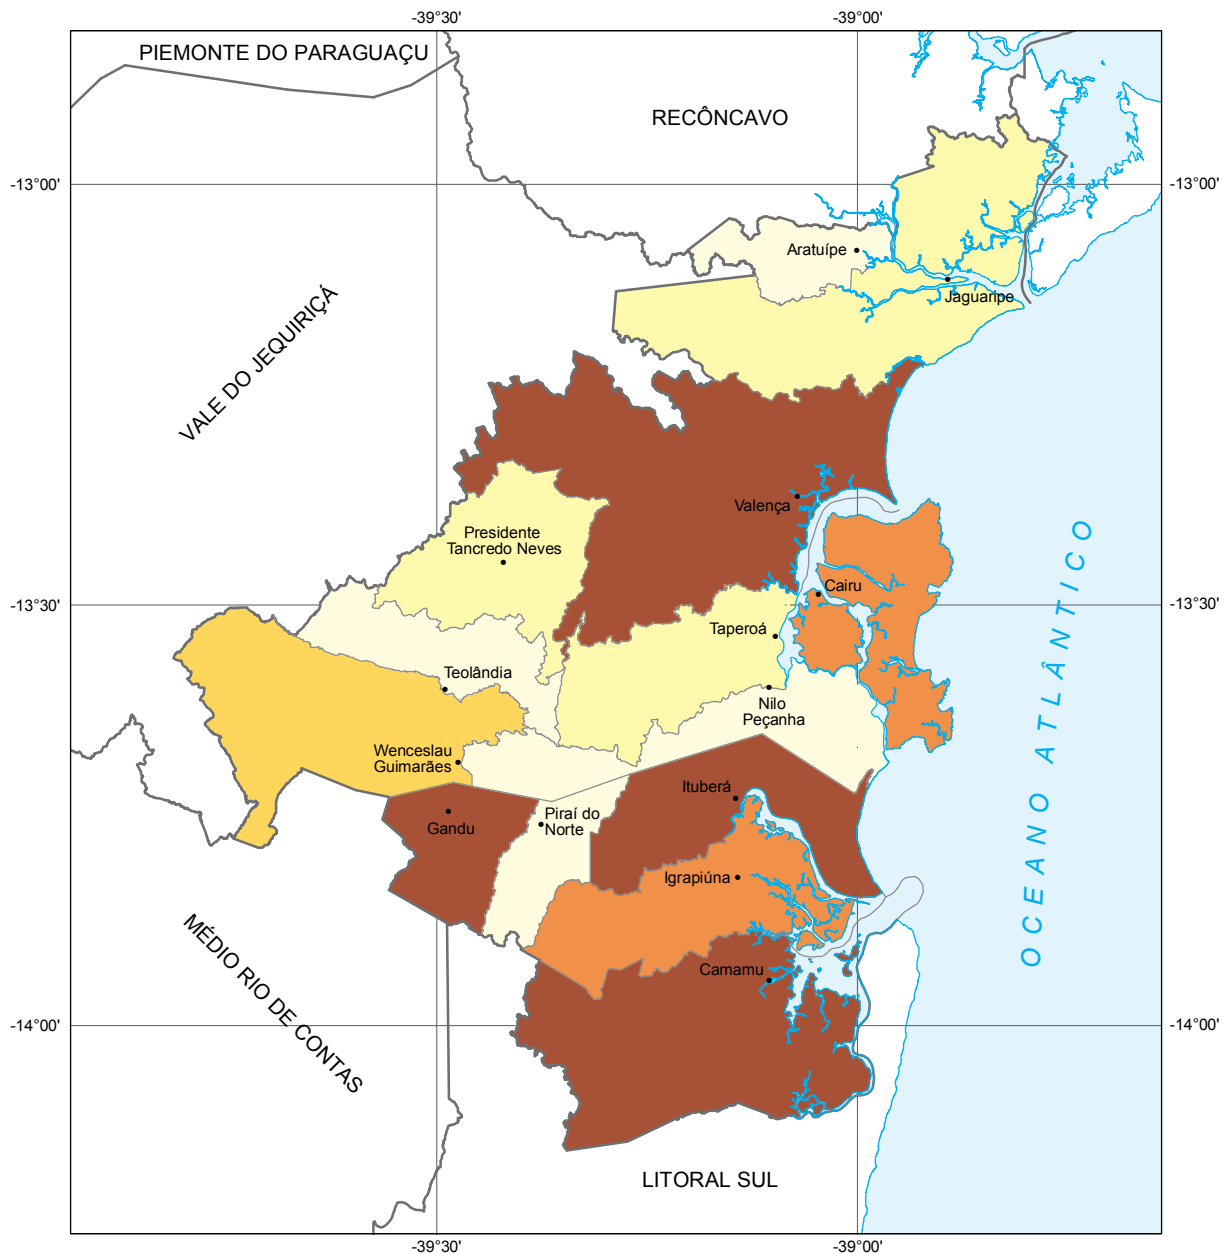 -39°30'
-39°00'
PIEMONTE DO PARAGUAÇU
RECÔNCAVO
-13°00'
-13°00'
Aratuípe
Jaguaripe
VALE DO JEQUIRIÇÁ
Valença
Presidente
Tancredo Neves
Cairu
-13°30'
-13°30'
Taperoá
Teolândia
Nilo
Peçanha
OCEANO ATLÂNTICO
Wenceslau
Guimarães
Ituberá
Piraí do
Norte
Gandu
Igrapiúna
MÉDIO RIO DE CONTAS
Camamu
-14°00'
-14°00'
LITORAL SUL
-39°30'
-39°00'